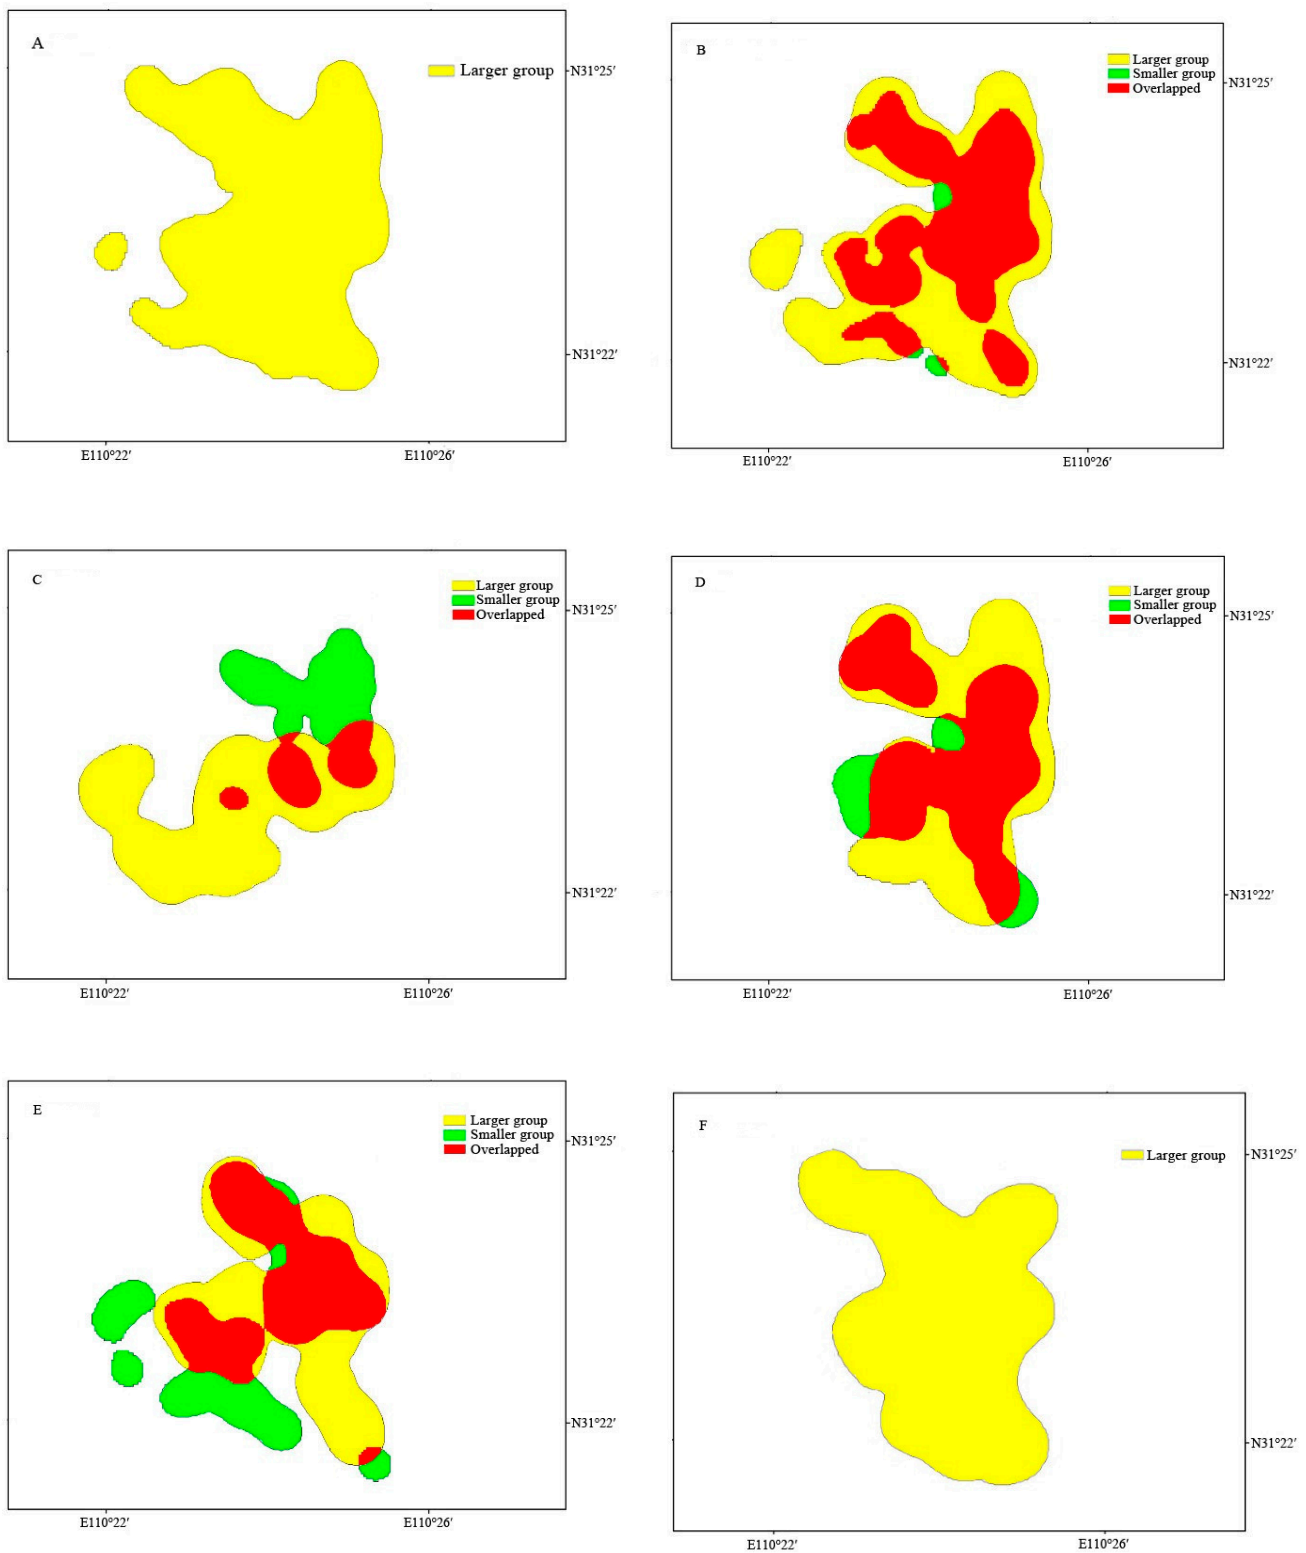 A
Larger group
N31°25′
N31°22′
E110°22′
E110°26′
B
Larger group
Smaller group
Overlapped
N31°25′
N31°22′
E110°22′
E110°26′
C
Larger group
Smaller group
Overlapped
N31°25′
N31°22′
E110°22′
E110°26′
D
Larger group
Smaller group
Overlapped
N31°25′
N31°22′
E110°22′
E110°26′
E
Larger group
Smaller group
Overlapped
N31°25′
N31°22′
E110°22′
E110°26′
F
Larger group
N31°25′
N31°22′
E110°22′
E110°26′